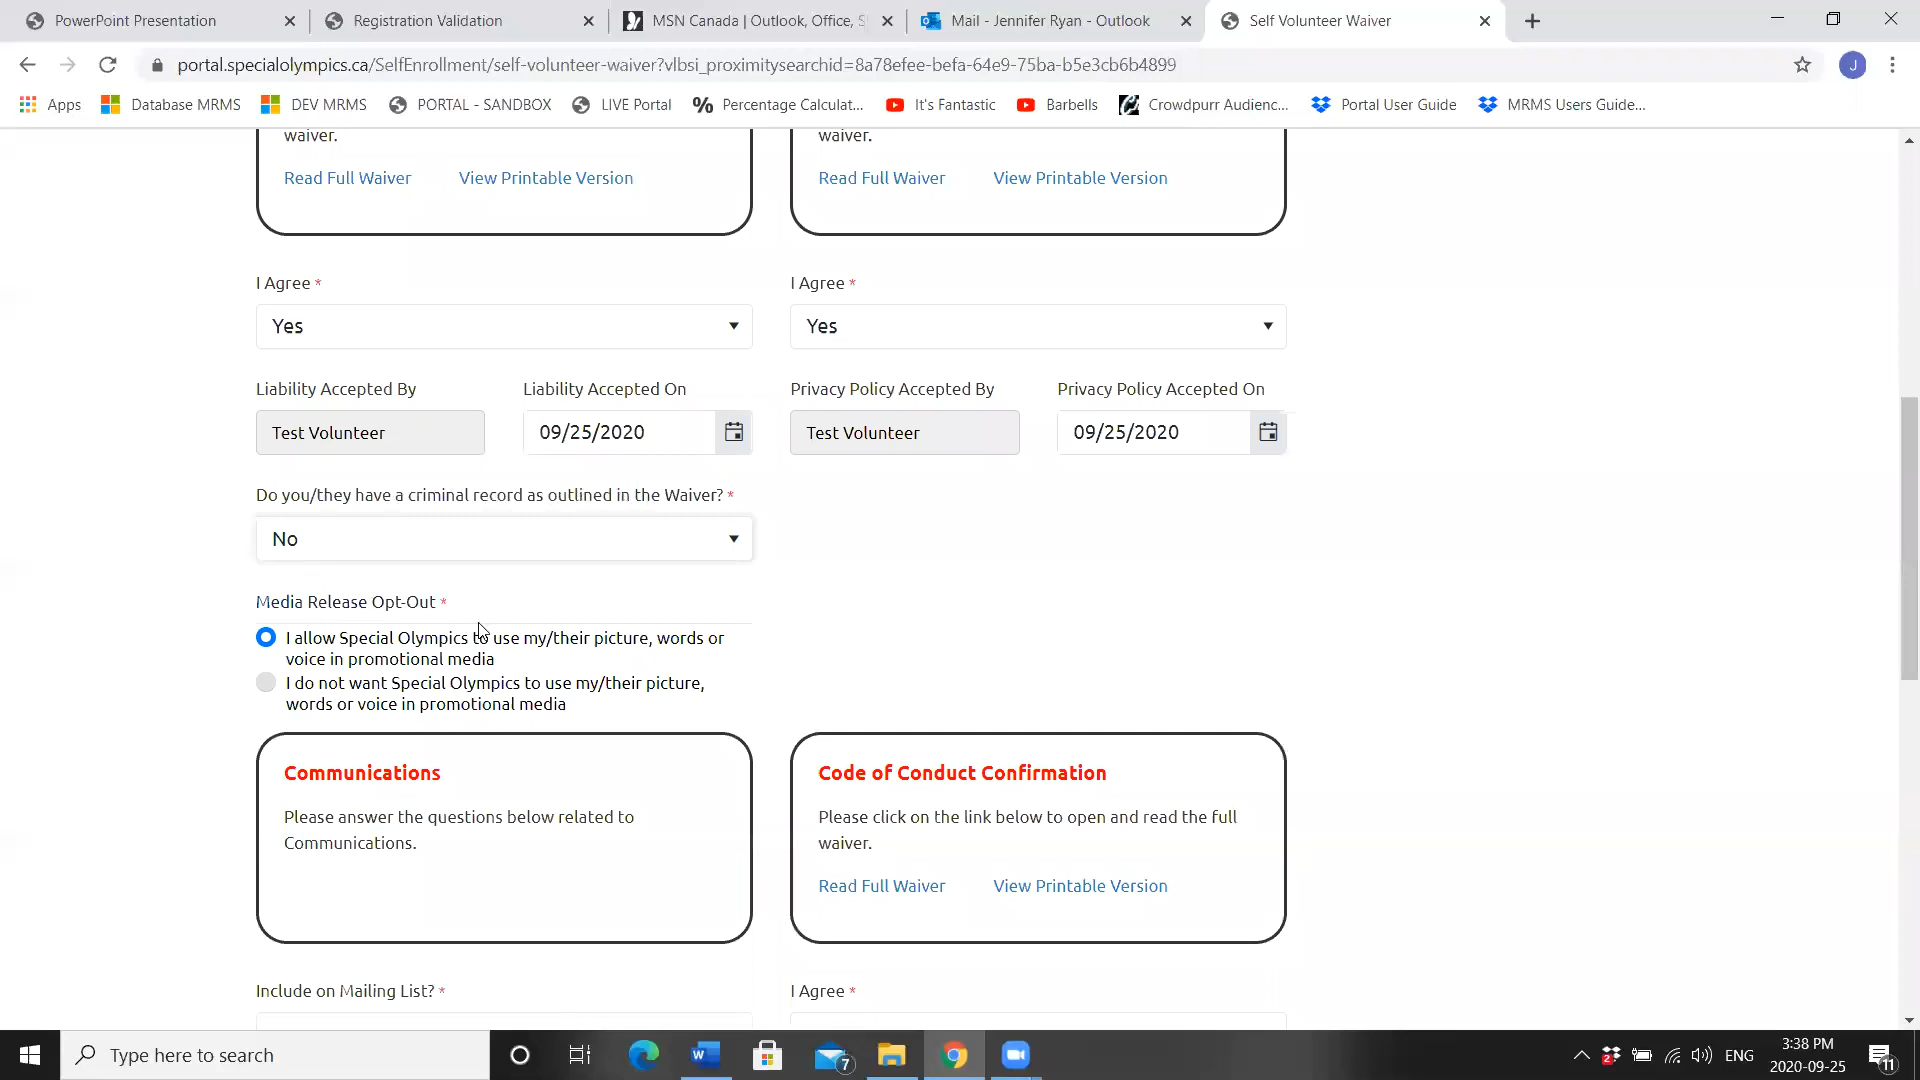 PowerPoint Presentation
Registration Validation
MSN Canada | Outlook, Office, S
Mail - Jennifer Ryan - Outlook
Self Volunteer Waiver
portal.specialolympics.ca/SelfEnrollment/self-volunteer-waiver?vlbsi_proximitysearchid=8a78efee-befa-64e9-75ba-b5e3cb6b4899
J
Apps
Database MRMS
DEV MRMS
PORTAL - SANDBOX
LIVE Portal
% Percentage Calculat...
It's Fantastic
Barbells
Crowdpurr Audienc...
Portal User Guide
MRMS Users Guide...
waiver.
waiver.
Read Full Waiver
View Printable Version
Read Full Waiver
View Printable Version
I Agree *
I Agree *
Yes
Yes
Liability Accepted By
Liability Accepted On
Privacy Policy Accepted By
Privacy Policy Accepted On
Test Volunteer
09/25/2020
Test Volunteer
09/25/2020
Do you/they have a criminal record as outlined in the Waiver? *
No
Media Release Opt-Out *
I allow Special Olympics to use my/their picture, words or
voice in promotional media
I do not want Special Olympics to use my/their picture,
words or voice in promotional media
Communications
Please answer the questions below related to
Communications.
Code of Conduct Confirmation
Please click on the link below to open and read the full
waiver.
Read Full Waiver
View Printable Version
Include on Mailing List? *
I Agree *
Type here to search
W
7
2
ENG
3:38 PM
2020-09-25
11